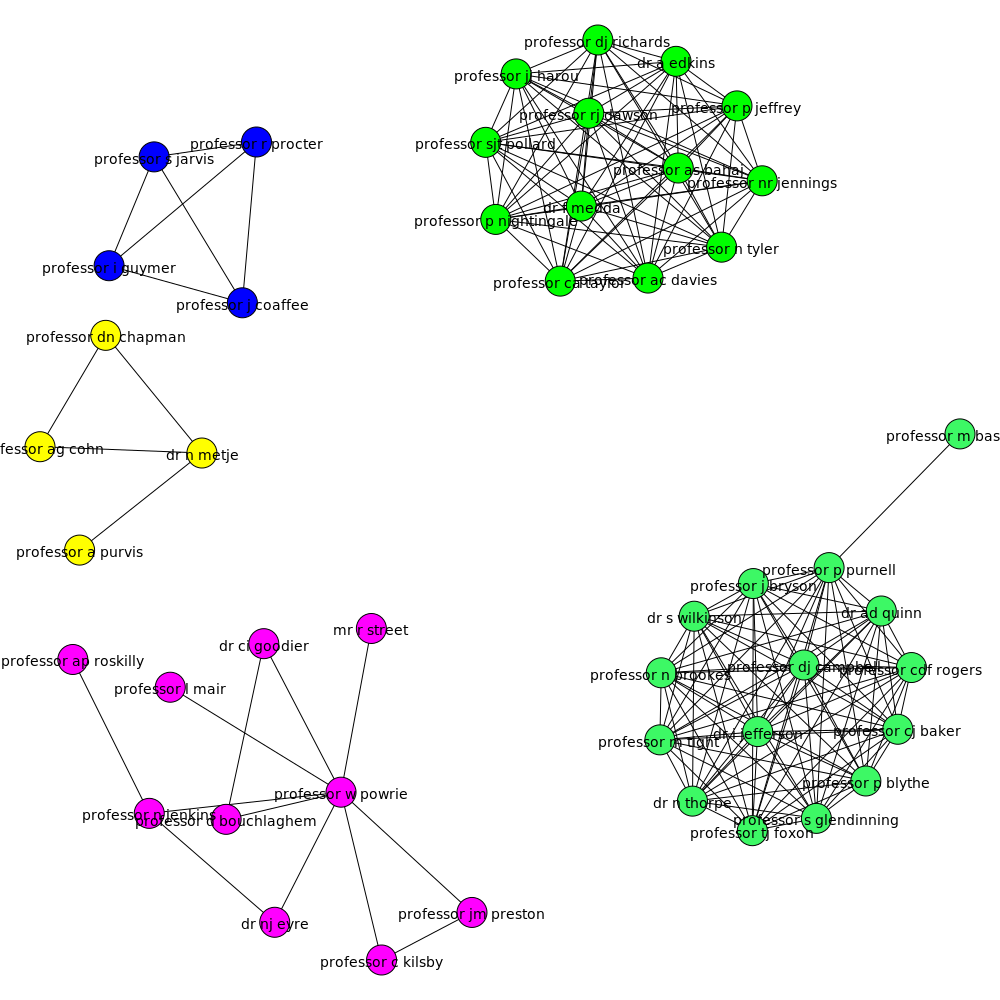 professor dj richards
dr a edkins
professor j harou
professor p jeffrey
professor rj dawson
professor r procter
professor s jarvis
professor sjt pollard
professor as bahaj
professor nr jennings
dr f medda
professor p nightingale
professor n tyler
professor i guymer
professor ca taylor
professor ac davies
professor j coaffee
professor dn chapman
professor m bas
fessor ag cohn
dr n metje
professor a purvis
professor p purnell
professor j bryson
dr ad quinn
dr s wilkinson
mr r street
dr ci goodier
professor ap roskilly
professor dj campbell
professor cdf rogers
professor n brookes
professor l mair
professor cj baker
dr i jefferson
professor m tight
professor p blythe
professor w powrie
dr n thorpe
professor n jenkins
professor d bouchlaghem
professor s glendinning
professor tj foxon
professor jm preston
dr nj eyre
professor c kilsby